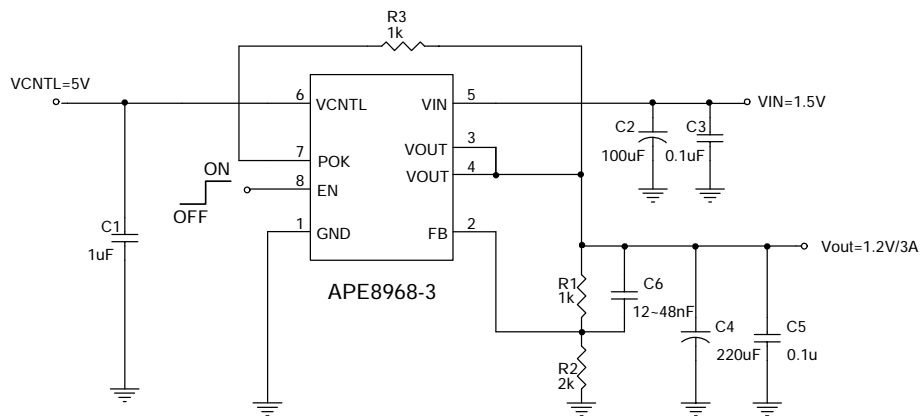 R3
1k
VCNTL=5V
6
VCNTL
VIN
5
VIN=1.5V
C2
100uF
C3
0.1uF
3
VOUT
7
POK
4
VOUT
ON
OFF
8
EN
C1
1uF
1
GND
FB
2
Vout=1.2V/3A
APE8968-3
R1
1k
C6
12~48nF
C4
220uF
C5
0.1u
R2
2k